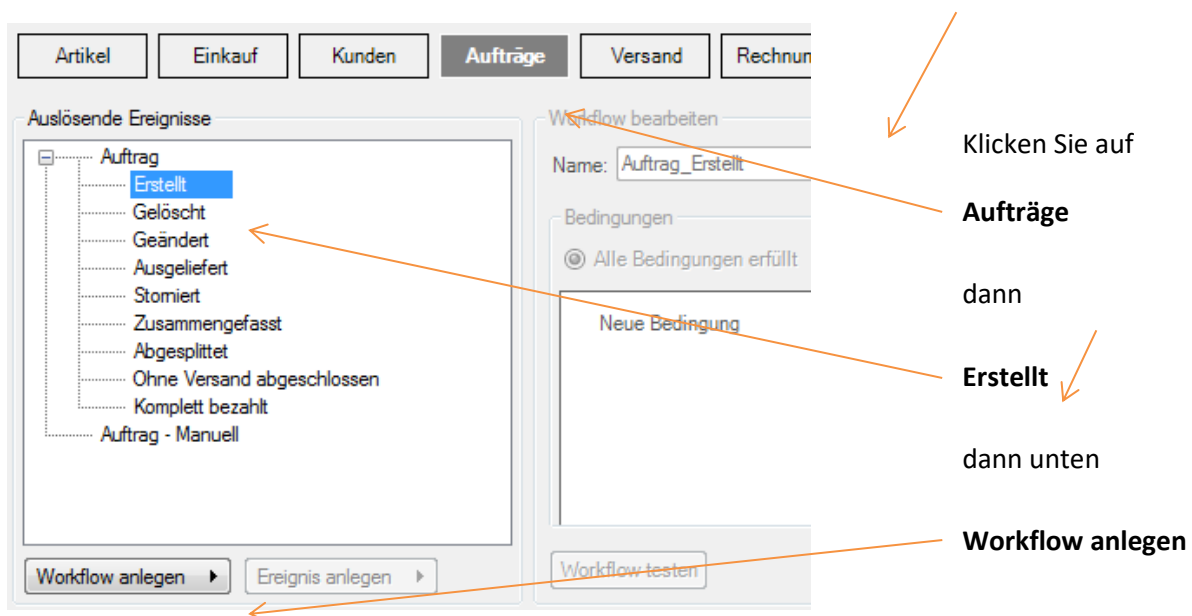 Artikel
Einkauf
Kunden
Aufträge
Versand
Rechnun
Auslösende Ereignisse
Auftrag
Erstellt
Gelöscht
Geändert
Ausgeliefert
Storniert
Zusammengefasst
Abgesplittet
Ohne Versand abgeschlossen
Komplett bezahlt
Auftrag - Manuell
Workflow anlegen
Ereignis anlegen
Workflow bearbeiten
Name: Auftrag_Erstellt
Bedingungen
Alle Bedingungen erfüllt
Neue Bedingung
Workflow testen
Klicken Sie auf
Aufträge
dann
Erstellt
dann unten
Workflow anlegen